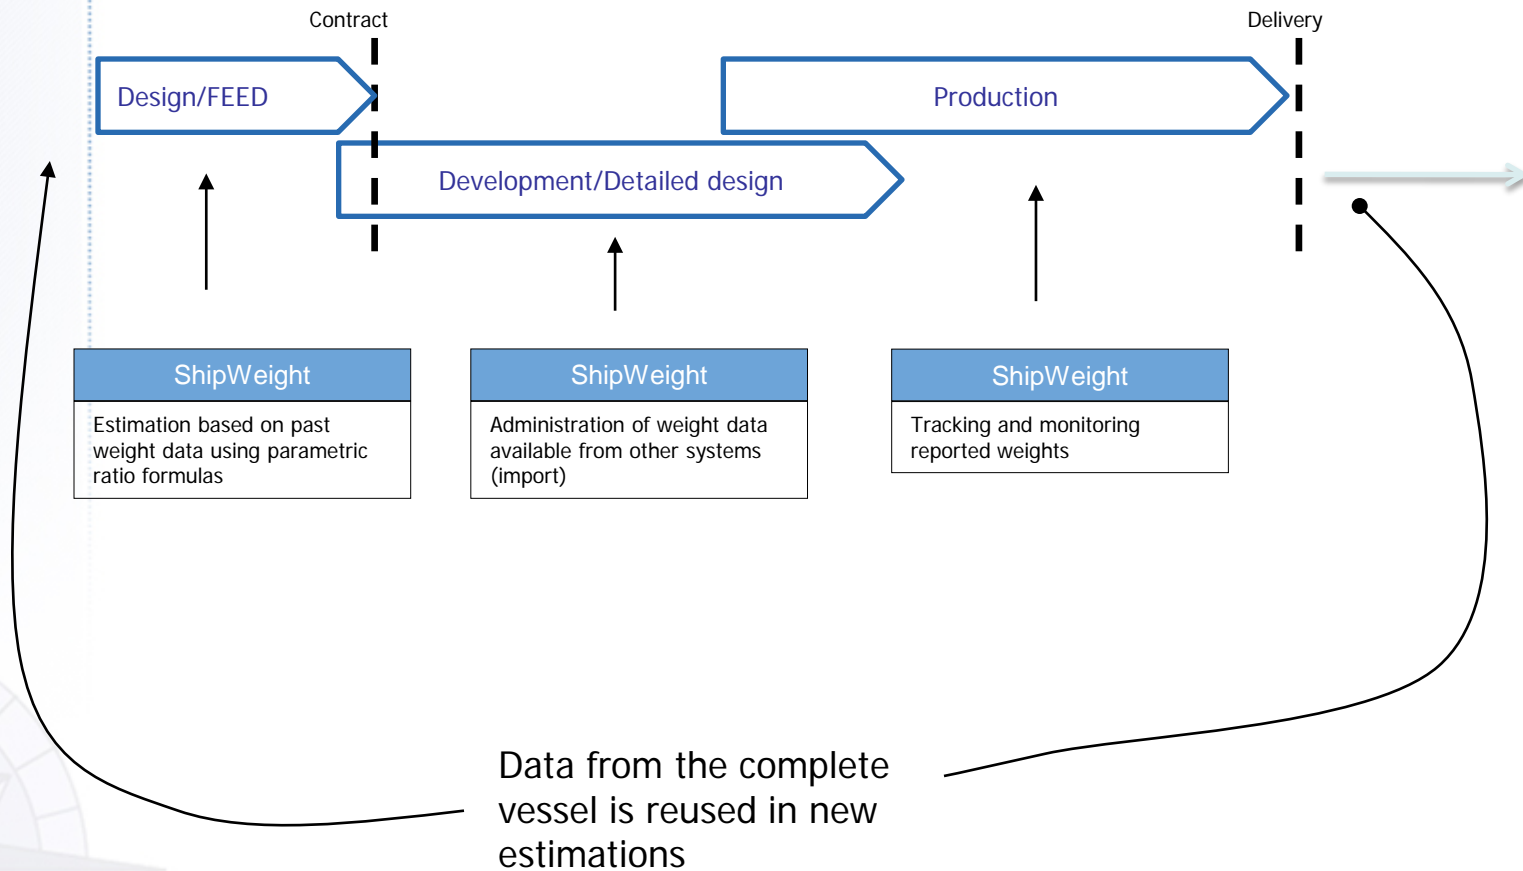 Contract
Delivery
Design/FEED
Production
Development/Detailed design
ShipWeight
Estimation based on past
weight data using parametric
ratio formulas
ShipWeight
Administration of weight data
available from other systems
(import)
ShipWeight
Tracking and monitoring
reported weights
Data from the complete
vessel is reused in new
estimations